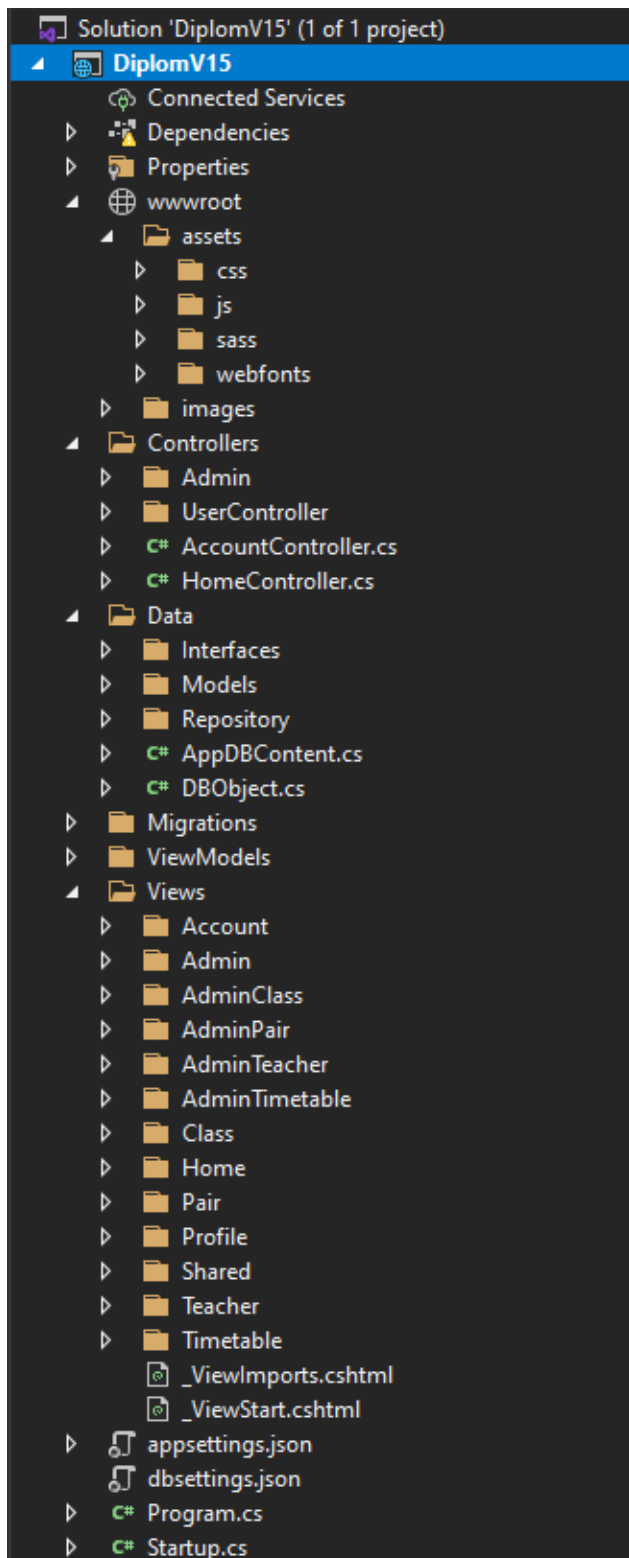 Solution 'DiplomV15' (1 of 1 project)
DiplomV15
Connected Services
Dependencies
Properties
wwwroot
assets
css
js
sass
webfonts
images
Controllers
Admin
UserController
C# AccountController.cs
C# HomeController.cs
Data
Interfaces
Models
Repository
C# AppDBContent.cs
C# DBObject.cs
Migrations
ViewModels
Views
Account
Admin
AdminClass
AdminPair
AdminTeacher
AdminTimetable
Class
Home
Pair
Profile
Shared
Teacher
Timetable
_ViewImports.cshtml
_ViewStart.cshtml
appsettings.json
dbsettings.json
C# Program.cs
C# Startup.cs